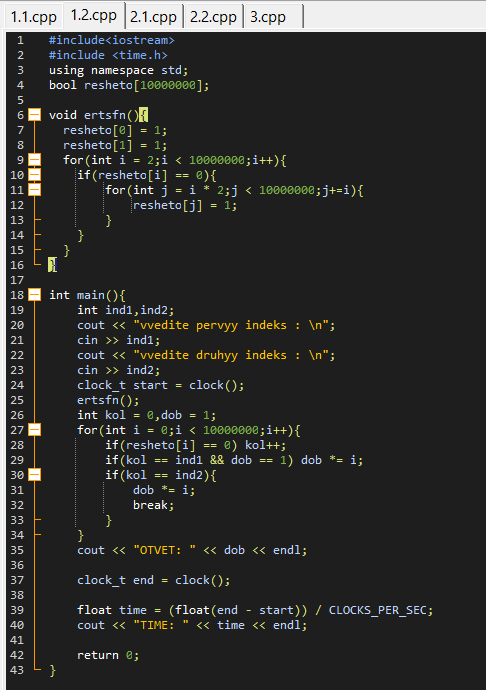 1.1.cpp 1.2.cpp 2.1.cpp 2.2.cpp 3.cpp
1 #include<iostream>
2 #include <time.h>
3 using namespace std;
4 bool resheto[10000000];
5
6 void ertsfn(){
7 resheto[0] = 1;
8 resheto[1] = 1;
9 for(int i = 2;i < 10000000;i++){
10 if(resheto[i] == 0){
11 for(int j = i * 2;j < 10000000;j+=i){
12 resheto[j] = 1;
13 }
14 }
15 }
16 }
17
18 int main(){
19 int ind1,ind2;
20 cout << "vvedite pervyy indeks : \n";
21 cin >> ind1;
22 cout << "vvedite druhyy indeks : \n";
23 cin >> ind2;
24 clock_t start = clock();
25 ertsfn();
26 int kol = 0,dob = 1;
27 for(int i = 0;i < 10000000;i++){
28 if(resheto[i] == 0) kol++;
29 if(kol == ind1 && dob == 1) dob *= i;
30 if(kol == ind2){
31 dob *= i;
32 break;
33 }
34 }
35 cout << "OTVET: " << dob << endl;
36
37 clock_t end = clock();
38
39 float time = (float(end - start)) / CLOCKS_PER_SEC;
40 cout << "TIME: " << time << endl;
41
42 return 0;
43 }